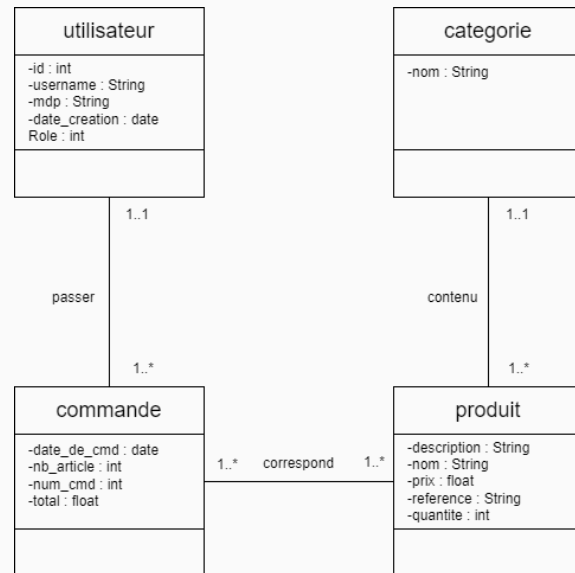 utilisateur
-id : int
-username : String
-mdp : String
-date_creation : date
Role : int
categorie
-nom : String
1..1
passer
1..*
1..1
contenu
1..*
commande
-date_de_cmd : date
-nb_article : int
-num_cmd : int
-total : float
1..*
correspond
1..*
produit
-description : String
-nom : String
-prix : float
-reference : String
-quantite : int